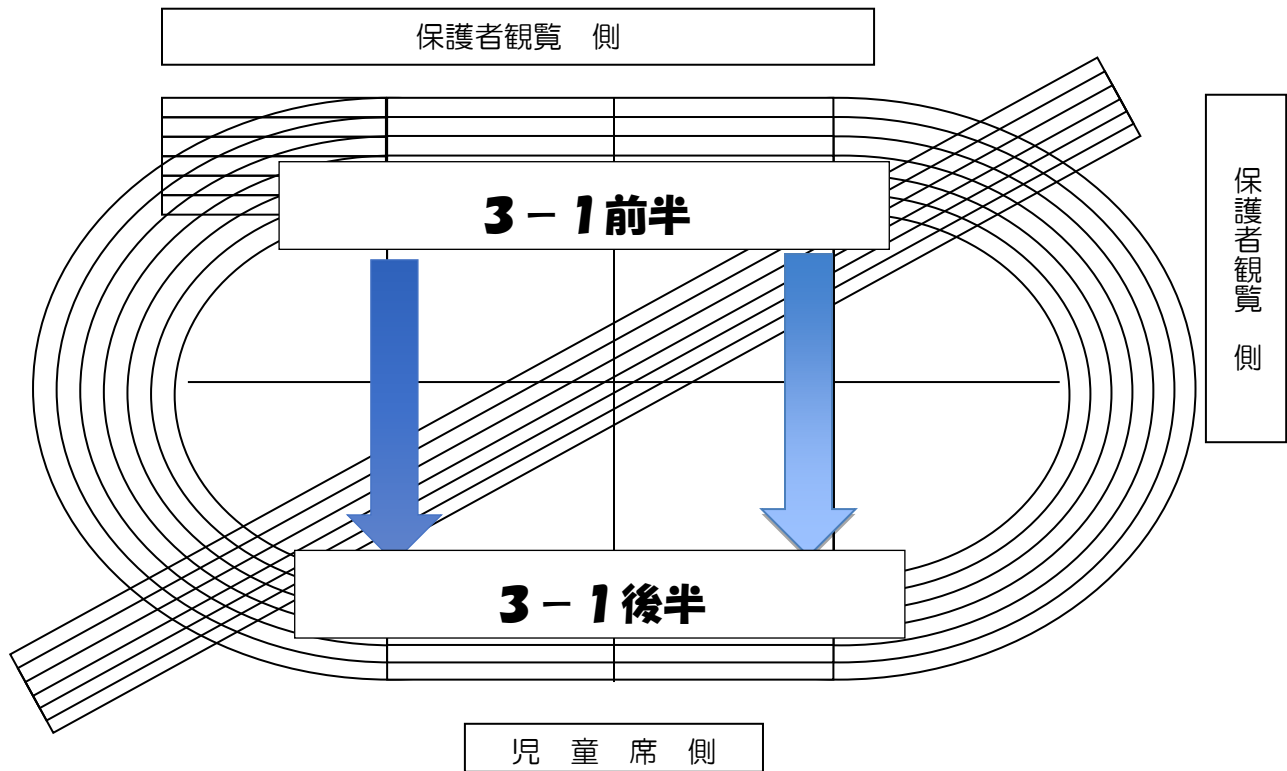 保護者観覧　側
保護者観覧　側
３－１前半
３－１後半
児　童　席　側